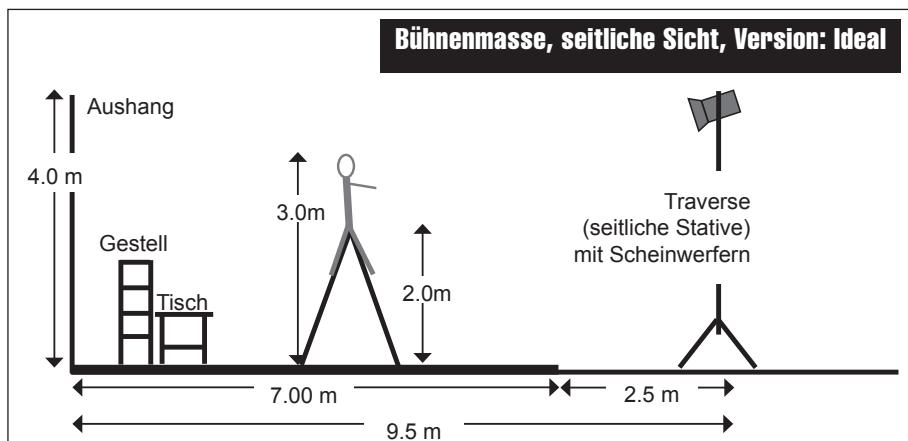 Bühnenmasse, seitliche Sicht, Version: Ideal
Aushang
4.0 m
3.0m
Traverse
(seitliche Stative)
mit Scheinwerfern
Gestell
2.0m
Tisch
7.00 m
2.5 m
9.5 m